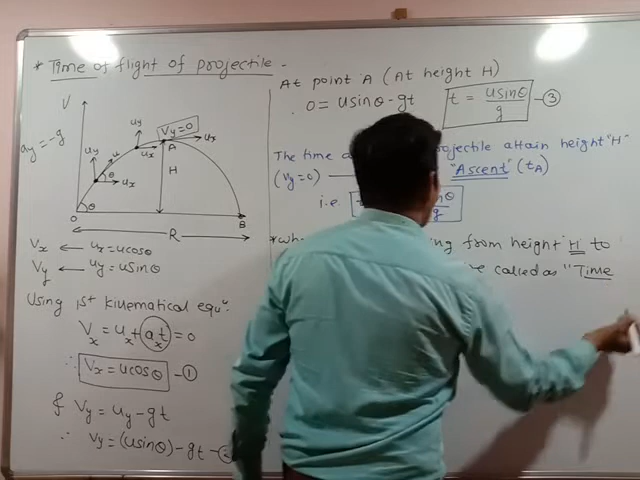 * Time of flight of projectile -
V
ay = -g
uy
u
θ
ux
uy
ux
Vy=0
A
ux
H
θ
O
B
R
Vx ← ux = ucosθ
Vy ← uy = usinθ
Using 1st kinematical equⁿ
Vx = ux + axt = 0
∴ Vx = ucosθ - ①
& Vy = uy - gt
∴ Vy = (usinθ) - gt - ②
At point A (At height H)
∴ 0 = usinθ - gt
t = usinθ/g - ③
The time projectile attain height "H"
(Vy=0) "Ascent" (tA)
i.e.
* from height H to
called as "Time